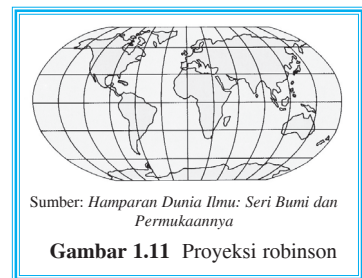 Sumber: Hamparan Dunia Ilmu: Seri Bumi dan
Permukaannya
Gambar 1.11 Proyeksi robinson